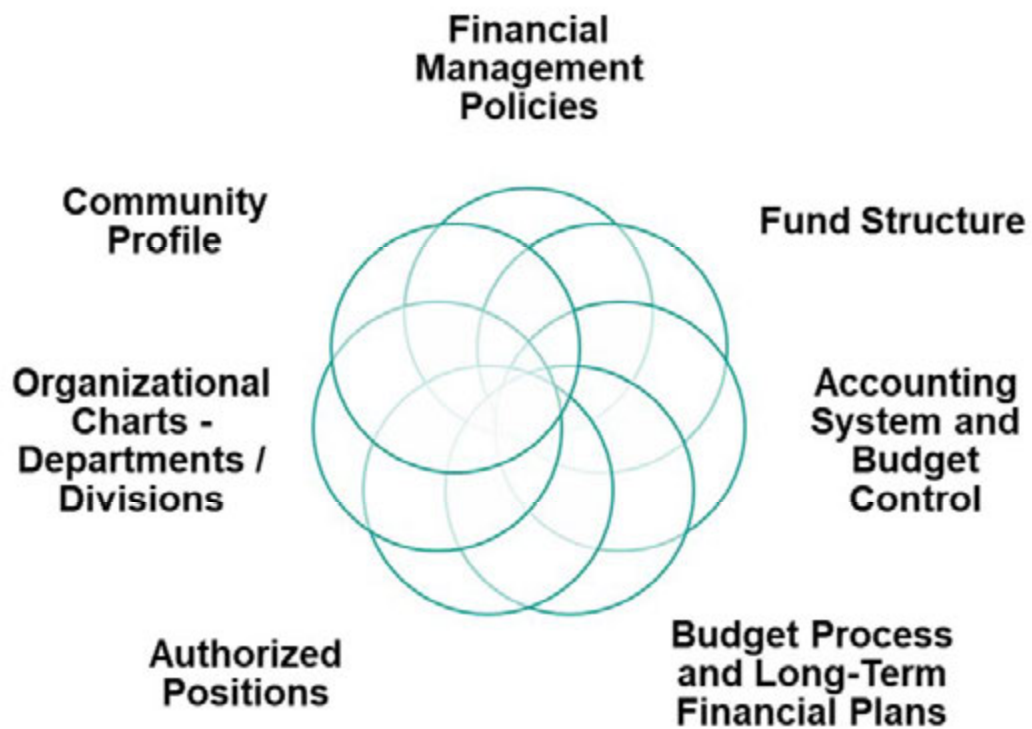 Financial
Management
Policies
Community
Profile
Fund Structure
Organizational
Charts -
Departments /
Divisions
Accounting
System and
Budget
Control
Authorized
Positions
Budget Process
and Long-Term
Financial Plans